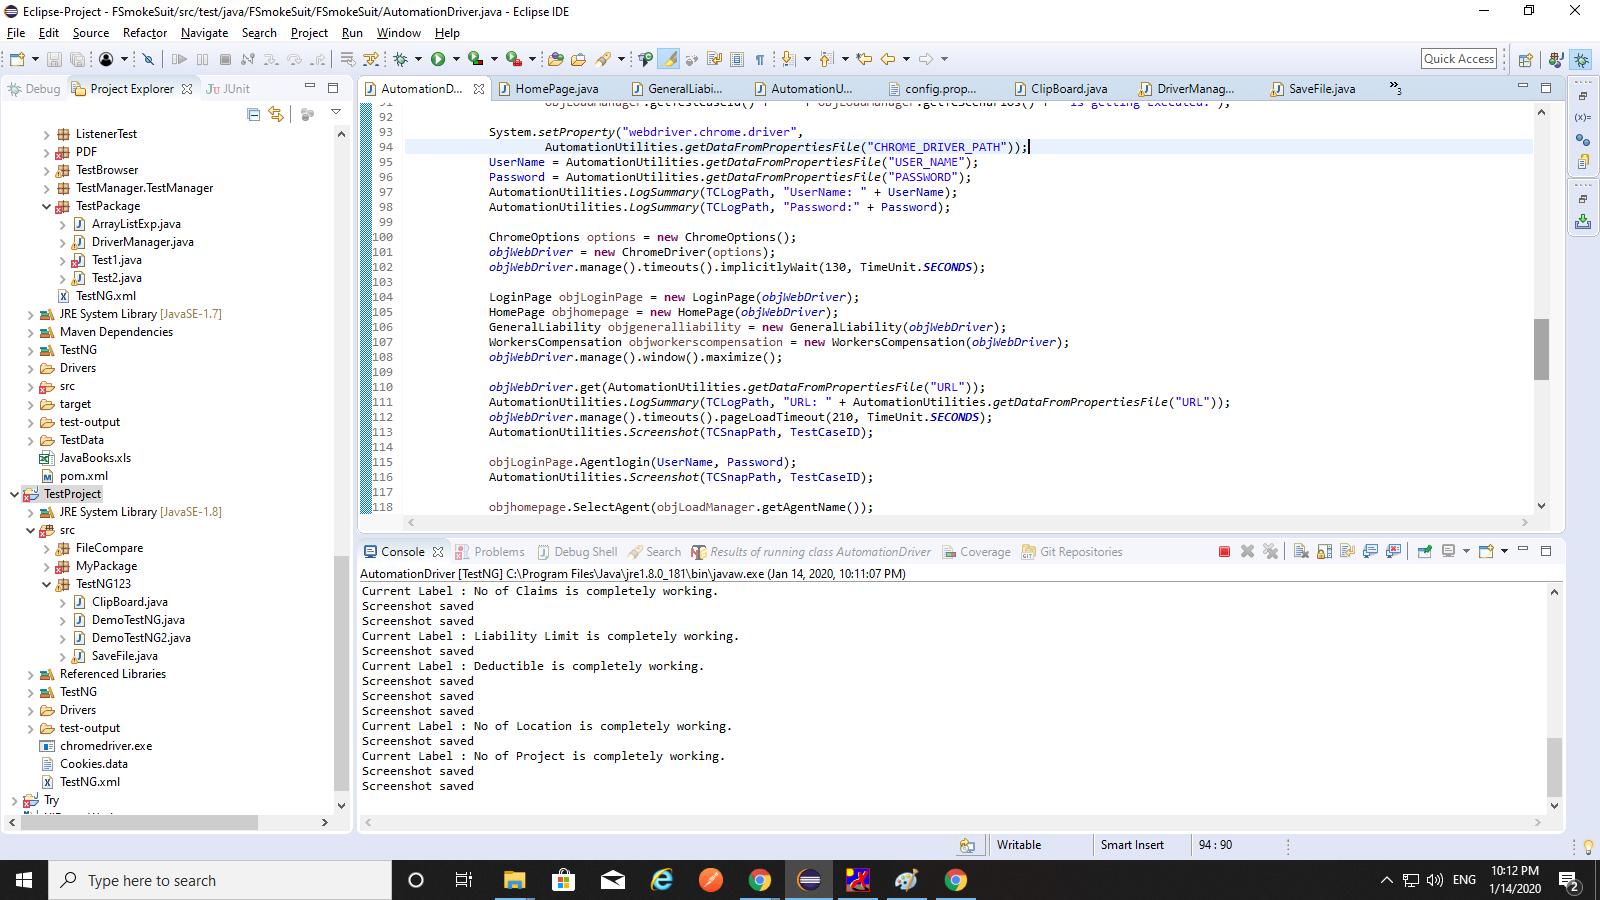 Eclipse-Project - FSmokeSuit/src/test/java/FSmokeSuit/FSmokeSuit/AutomationDriver.java - Eclipse IDE
File Edit Source Refactor Navigate Search Project Run Window Help
Quick Access
Debug Project Explorer JUnit
ListenerTest
PDF
TestBrowser
TestManager.TestManager
TestPackage
ArrayListExp.java
DriverManager.java
Test1.java
Test2.java
TestNG.xml
JRE System Library [JavaSE-1.7]
Maven Dependencies
TestNG
Drivers
src
target
test-output
TestData
JavaBooks.xls
pom.xml
TestProject
JRE System Library [JavaSE-1.8]
src
FileCompare
MyPackage
TestNG123
ClipBoard.java
DemoTestNG.java
DemoTestNG2.java
SaveFile.java
Referenced Libraries
TestNG
Drivers
test-output
chromedriver.exe
Cookies.data
TestNG.xml
Try
AutomationD... HomePage.java GeneralLiabi... AutomationU... config.prop... ClipBoard.java DriverManag... SaveFile.java »3
92
93 System.setProperty("webdriver.chrome.driver",
94 AutomationUtilities.getDataFromPropertiesFile("CHROME_DRIVER_PATH"));
95 UserName = AutomationUtilities.getDataFromPropertiesFile("USER_NAME");
96 Password = AutomationUtilities.getDataFromPropertiesFile("PASSWORD");
97 AutomationUtilities.LogSummary(TCLogPath, "UserName: " + UserName);
98 AutomationUtilities.LogSummary(TCLogPath, "Password:" + Password);
99
100 ChromeOptions options = new ChromeOptions();
101 objWebDriver = new ChromeDriver(options);
102 objWebDriver.manage().timeouts().implicitlyWait(130, TimeUnit.SECONDS);
103
104 LoginPage objLoginPage = new LoginPage(objWebDriver);
105 HomePage objhomepage = new HomePage(objWebDriver);
106 GeneralLiability objgeneralliability = new GeneralLiability(objWebDriver);
107 WorkersCompensation objworkerscompensation = new WorkersCompensation(objWebDriver);
108 objWebDriver.manage().window().maximize();
109
110 objWebDriver.get(AutomationUtilities.getDataFromPropertiesFile("URL"));
111 AutomationUtilities.LogSummary(TCLogPath, "URL: " + AutomationUtilities.getDataFromPropertiesFile("URL"));
112 objWebDriver.manage().timeouts().pageLoadTimeout(210, TimeUnit.SECONDS);
113 AutomationUtilities.Screenshot(TCSnapPath, TestCaseID);
114
115 objLoginPage.Agentlogin(UserName, Password);
116 AutomationUtilities.Screenshot(TCSnapPath, TestCaseID);
117
118 objhomepage.SelectAgent(objLoadManager.getAgentName());
Console Problems Debug Shell Search Results of running class AutomationDriver Coverage Git Repositories
AutomationDriver [TestNG] C:\Program Files\Java\jre1.8.0_181\bin\javaw.exe (Jan 14, 2020, 10:11:07 PM)
Current Label : No of Claims is completely working.
Screenshot saved
Screenshot saved
Current Label : Liability Limit is completely working.
Screenshot saved
Current Label : Deductible is completely working.
Screenshot saved
Screenshot saved
Screenshot saved
Current Label : No of Location is completely working.
Screenshot saved
Current Label : No of Project is completely working.
Screenshot saved
Screenshot saved
Writable Smart Insert 94 : 90
Type here to search
ENG
10:12 PM
1/14/2020
2